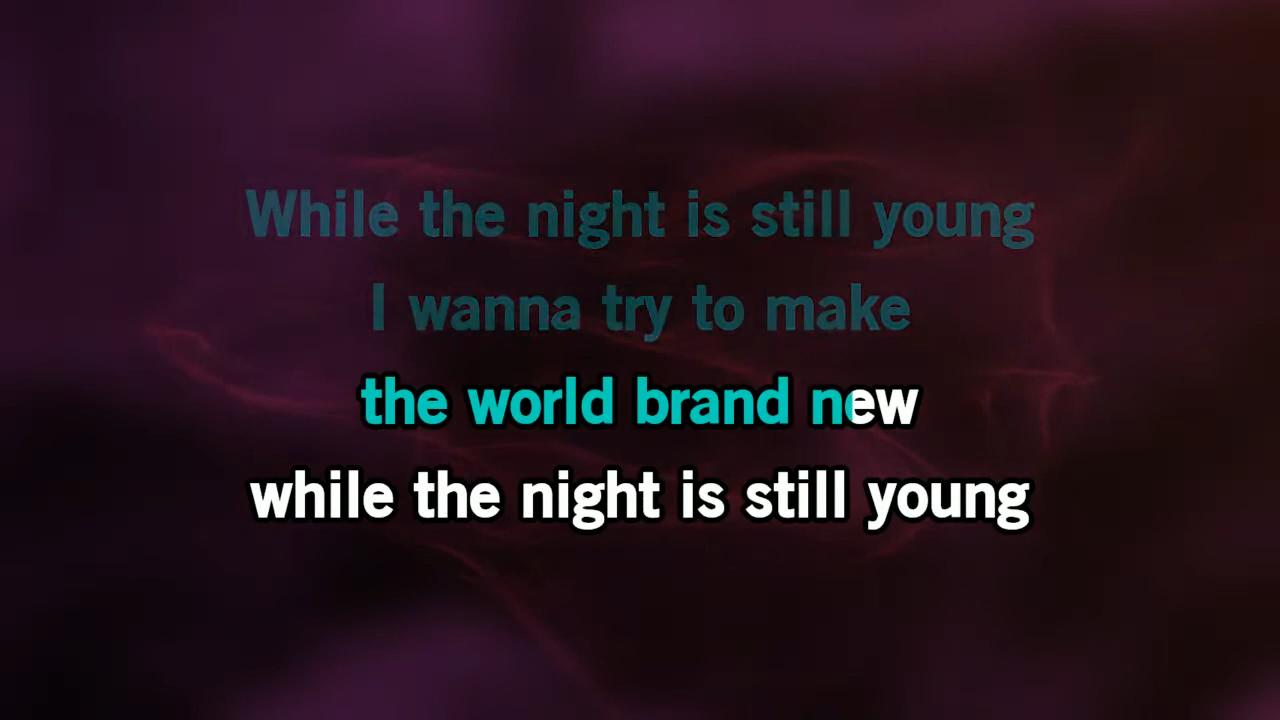 While the night is still young
I wanna try to make
the world brand new
while the night is still young